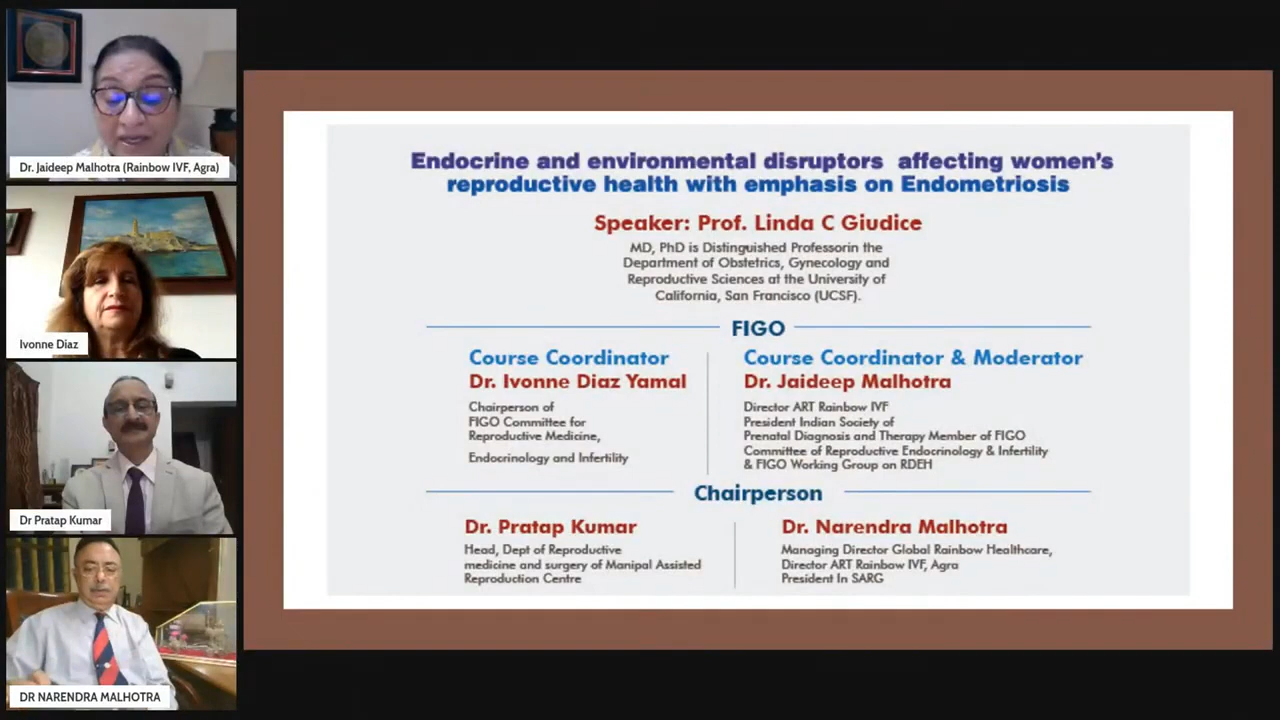 Dr. Jaideep Malhotra (Rainbow IVF, Agra)
Ivonne Diaz
Dr Pratap Kumar
DR NARENDRA MALHOTRA
Endocrine and environmental disruptors affecting women's
reproductive health with emphasis on Endometriosis
Speaker: Prof. Linda C Giudice
MD, PhD is Distinguished Professorin the
Department of Obstetrics, Gynecology and
Reproductive Sciences at the University of
California, San Francisco (UCSF).
FIGO
Course Coordinator
Dr. Ivonne Diaz Yamal
Chairperson of
FIGO Committee for
Reproductive Medicine,
Endocrinology and Infertility
Course Coordinator & Moderator
Dr. Jaideep Malhotra
Director ART Rainbow IVF
President Indian Society of
Prenatal Diagnosis and Therapy Member of FIGO
Committee of Reproductive Endocrinology & Infertility
& FIGO Working Group on RDEH
Chairperson
Dr. Pratap Kumar
Head, Dept of Reproductive
medicine and surgery of Manipal Assisted
Reproduction Centre
Dr. Narendra Malhotra
Managing Director Global Rainbow Healthcare,
Director ART Rainbow IVF, Agra
President In SARG